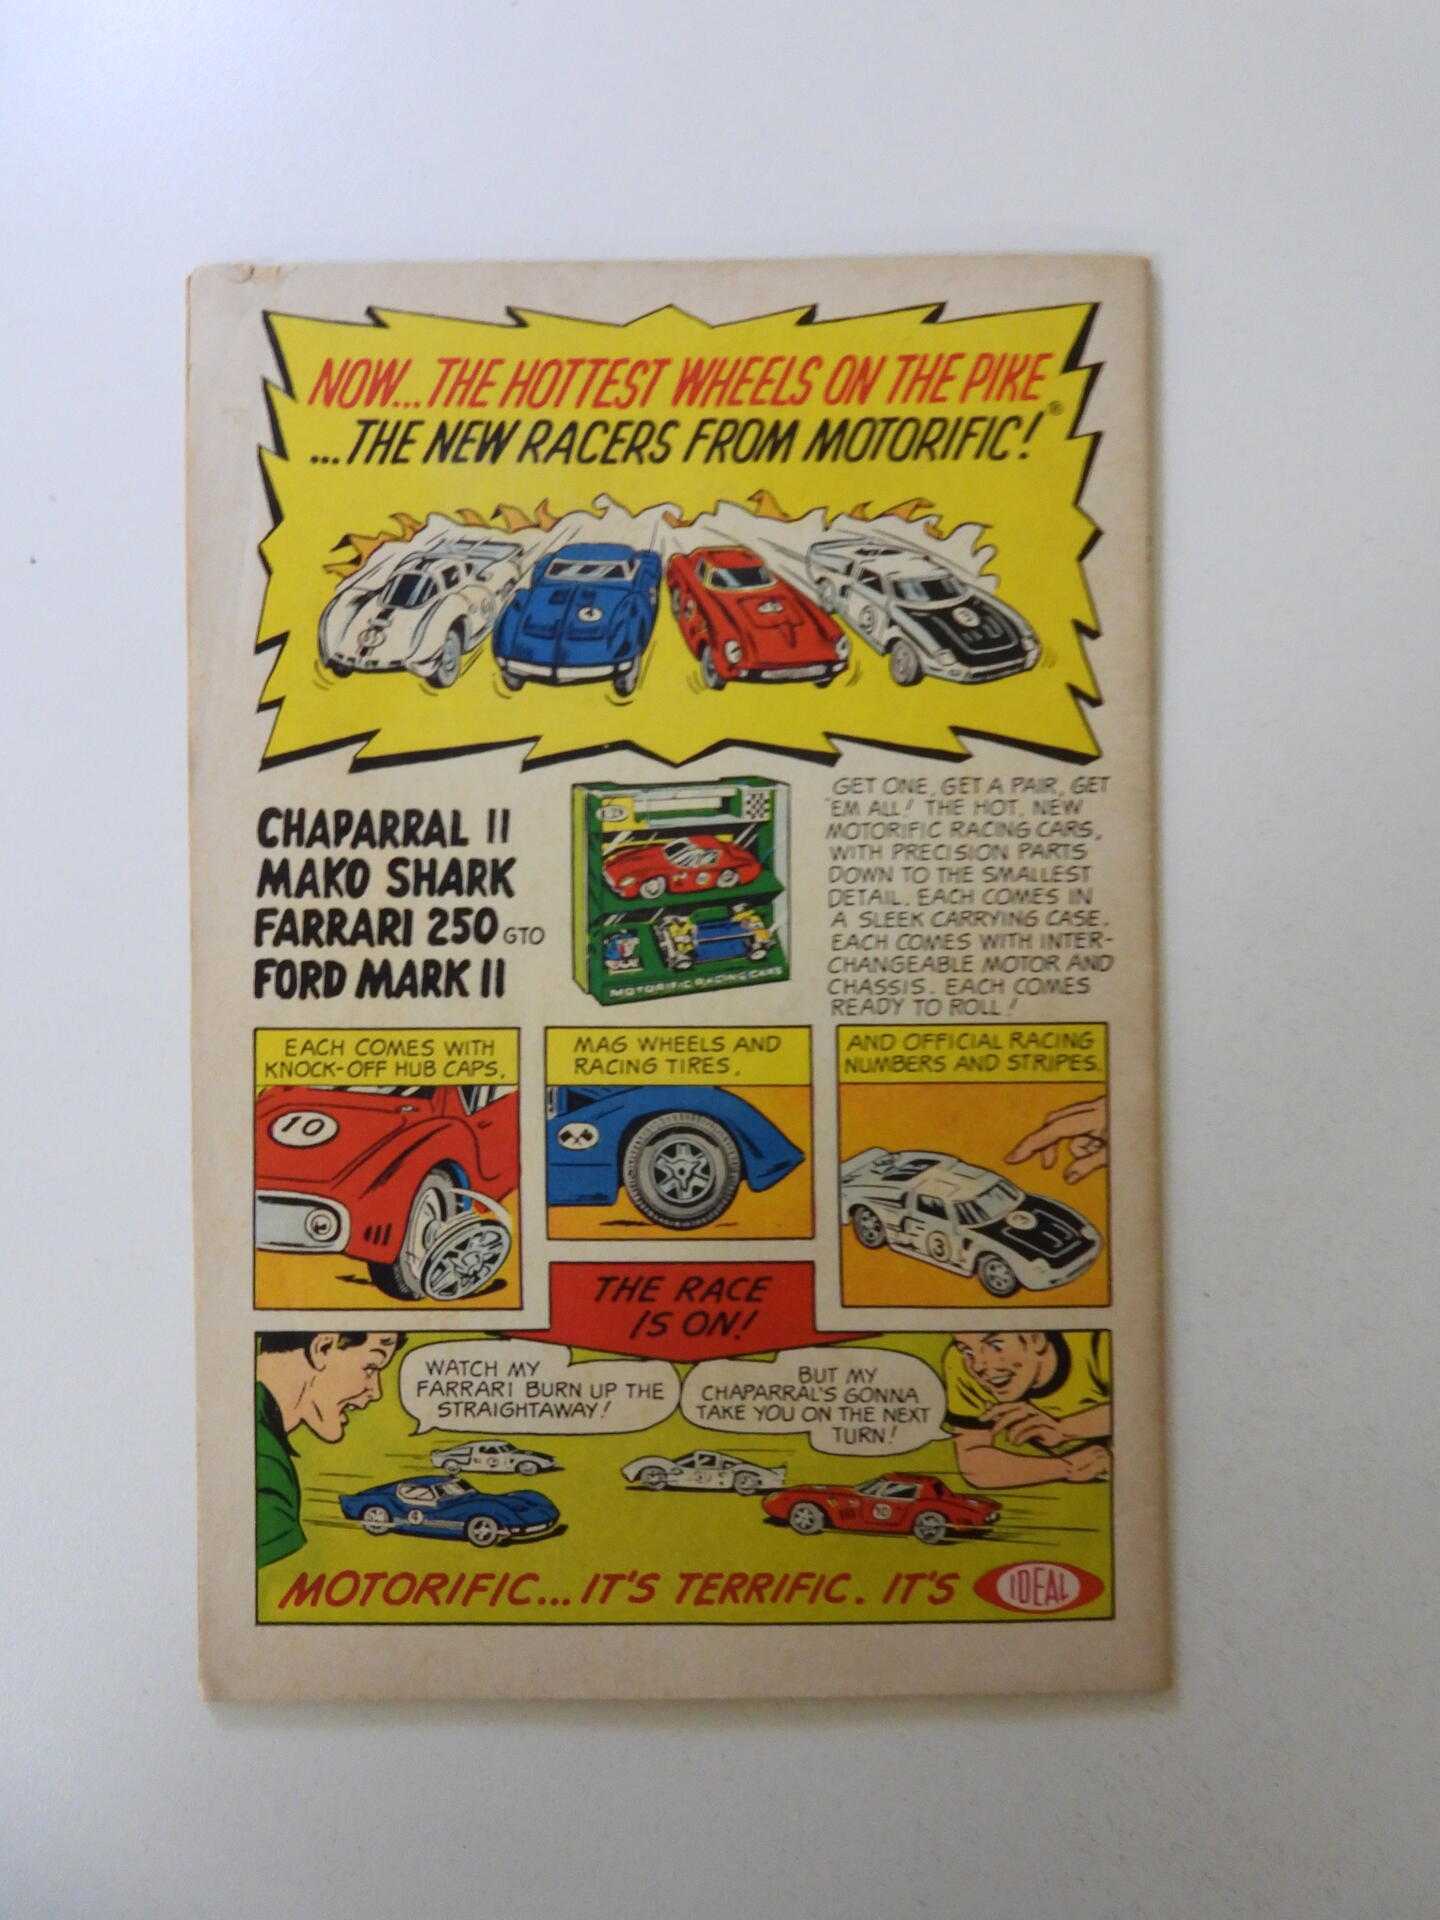 NOW...THE HOTTEST WHEELS ON THE PIKE
...THE NEW RACERS FROM MOTORIFIC!®
4
3
CHAPARRAL II
MAKO SHARK
FARRARI 250 GTO
FORD MARK II
MOTORIFIC RACING CARS
GET ONE, GET A PAIR, GET
'EM ALL! THE HOT, NEW
MOTORIFIC RACING CARS,
WITH PRECISION PARTS
DOWN TO THE SMALLEST
DETAIL. EACH COMES IN
A SLEEK CARRYING CASE.
EACH COMES WITH INTER-
CHANGEABLE MOTOR AND
CHASSIS. EACH COMES
READY TO ROLL!
EACH COMES WITH
KNOCK-OFF HUB CAPS,
10
MAG WHEELS AND
RACING TIRES,
AND OFFICIAL RACING
NUMBERS AND STRIPES.
3
THE RACE
IS ON!
WATCH MY
FARRARI BURN UP THE
STRAIGHTAWAY!
BUT MY
CHAPARRAL'S GONNA
TAKE YOU ON THE NEXT
TURN!
4
10
MOTORIFIC... IT'S TERRIFIC. IT'S IDEAL